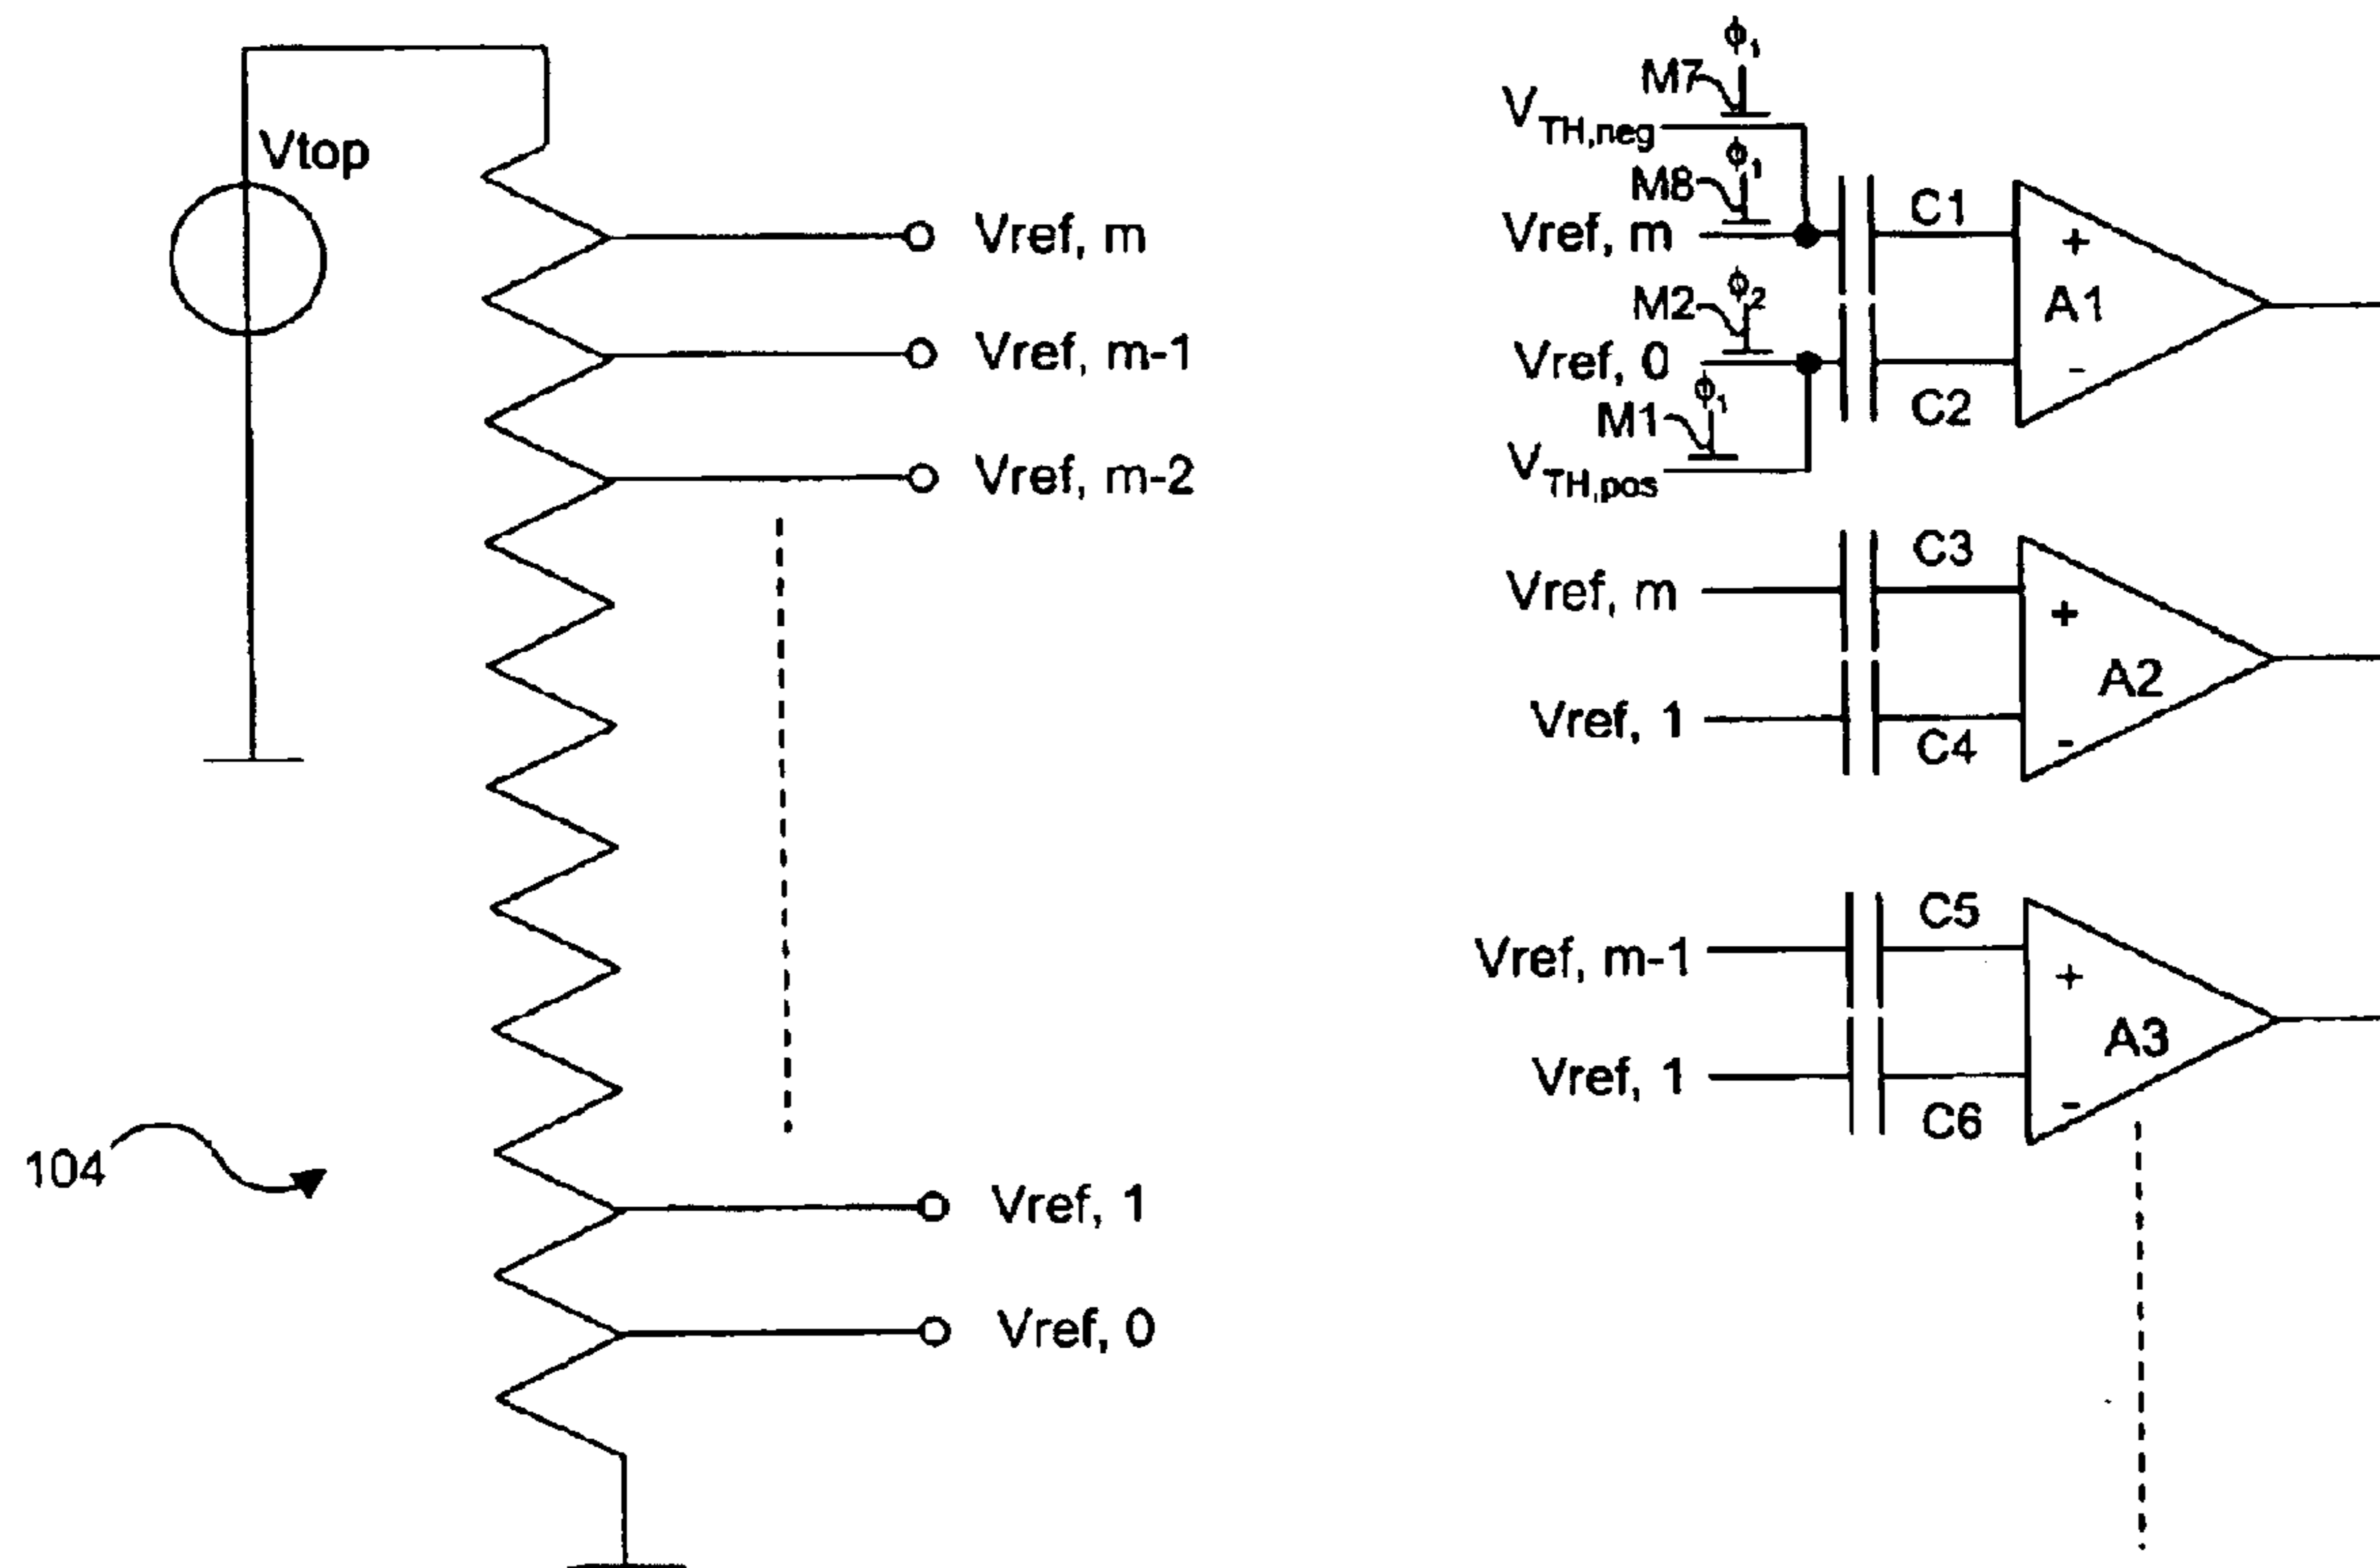 Vtop
Vref, m
Vref, m-1
Vref, m-2
Vref, 1
Vref, 0
104
ϕ1
M7
VTH,neg
ϕ1
M8
Vref, m
C1
M2
ϕ2
Vref, 0
C2
ϕ1
M1
VTH,pos
+
A1
-
Vref, m
C3
Vref, 1
C4
+
A2
-
Vref, m-1
C5
Vref, 1
C6
+
A3
-